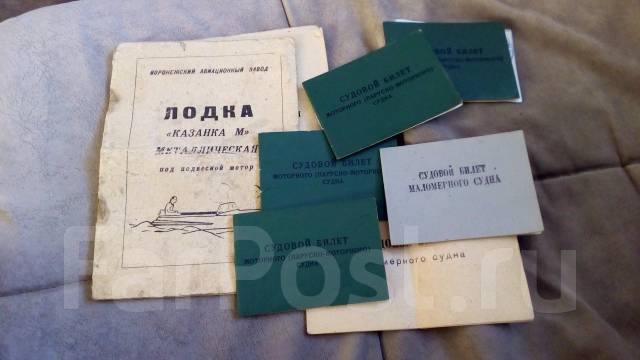 ВОРОНЕЖСКИЙ АВИАЦИОННЫЙ ЗАВОД
ЛОДКА
«КАЗАНКА М»
МЕТАЛЛИЧЕСКАЯ
под подвесной мотор
СУДОВОЙ БИЛЕТ
МОТОРНОГО (ПАРУСНО-МОТОРНОГО)
СУДНА
БИЛЕТ
СУДОВОЙ БИЛЕТ
МОТОРНОГО (ПАРУСНО-МОТОРНОГО)
СУДНА
СУДОВОЙ БИЛЕТ
МАЛОМЕРНОГО СУДНА
СУДОВОЙ БИЛЕТ
МОТОРНОГО (ПАРУСНО-МОТОРНОГО)
СУДНА
мерного судна
FarPost.ru